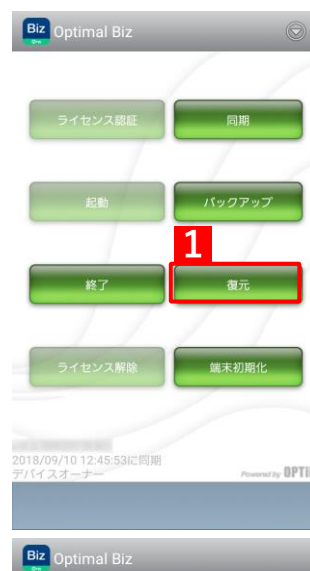 Biz Optimal Biz
ライセンス認証 同期
起動 バックアップ
1
終了 復元
ライセンス解除 端末初期化
2018/09/10 12:45:53に同期
デバイスオーナー Powered by OPTi
Biz Optimal Biz